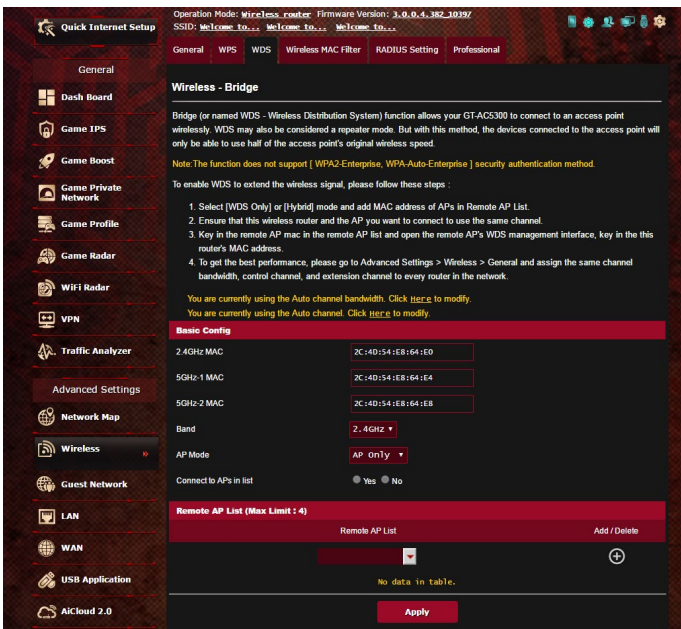 Quick Internet Setup
General
Dash Board
Game IPS
Game Boost
Game Private
Network
Game Profile
Game Radar
WiFi Radar
VPN
Traffic Analyzer
Advanced Settings
Network Map
Wireless
Guest Network
LAN
WAN
USB Application
AiCloud 2.0
Operation Mode: Wireless router Firmware Version: 3.0.0.4.382_10397
SSID: Welcome to... Welcome to... Welcome to...
General WPS WDS Wireless MAC Filter RADIUS Setting Professional
Wireless - Bridge
Bridge (or named WDS - Wireless Distribution System) function allows your GT-AC5300 to connect to an access point
wirelessly. WDS may also be considered a repeater mode. But with this method, the devices connected to the access point will
only be able to use half of the access point's original wireless speed.
Note:The function does not support [ WPA2-Enterprise, WPA-Auto-Enterprise ] security authentication method.
To enable WDS to extend the wireless signal, please follow these steps :
1. Select [WDS Only] or [Hybrid] mode and add MAC address of APs in Remote AP List.
2. Ensure that this wireless router and the AP you want to connect to use the same channel.
3. Key in the remote AP mac in the remote AP list and open the remote AP's WDS management interface, key in the this
router's MAC address.
4. To get the best performance, please go to Advanced Settings > Wireless > General and assign the same channel
bandwidth, control channel, and extension channel to every router in the network.
You are currently using the Auto channel bandwidth. Click Here to modify.
You are currently using the Auto channel. Click Here to modify.
Basic Config
2.4GHz MAC 2C:4D:54:E8:64:E0
5GHz-1 MAC 2C:4D:54:E8:64:E4
5GHz-2 MAC 2C:4D:54:E8:64:E8
Band 2.4GHz
AP Mode AP Only
Connect to APs in list Yes No
Remote AP List (Max Limit : 4)
Remote AP List Add / Delete
No data in table.
Apply